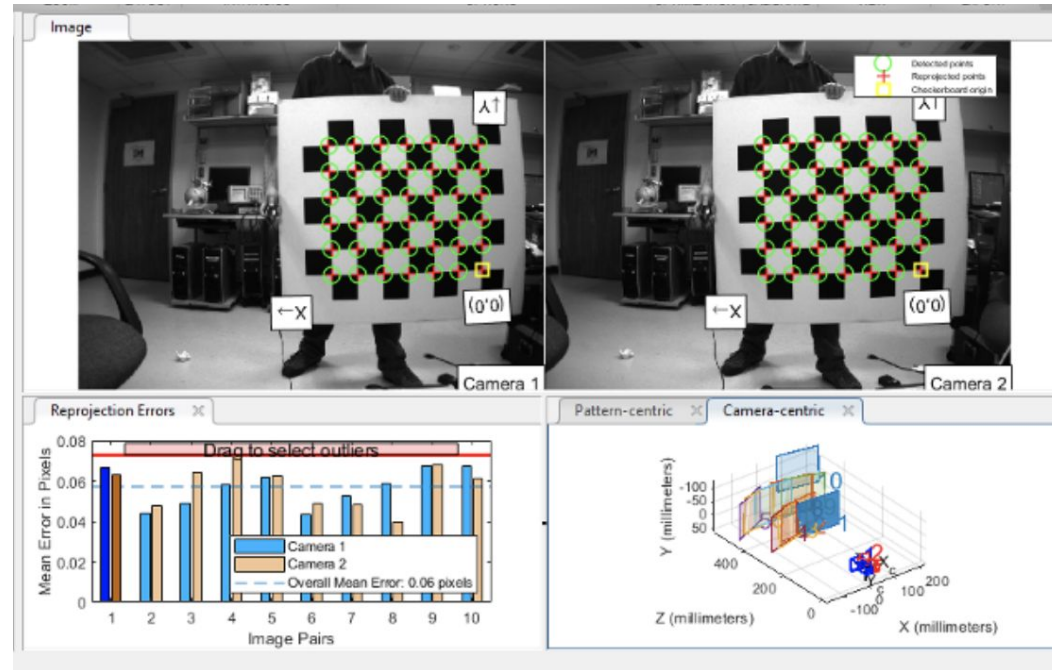 Image
Detected points
Reprojected points
Checkerboard origin
↑Y
↑Y
←X
(0,0)
←X
(0,0)
Camera 1
Camera 2
Reprojection Errors
Pattern-centric
Camera-centric
Drag to select outliers
Mean Error in Pixels
0.08
0.06
0.04
0.02
0
Camera 1
Camera 2
Overall Mean Error: 0.06 pixels
1 2 3 4 5 6 7 8 9 10
Image Pairs
Y (millimeters)
-100
-50
0
50
400
200
0
Z (millimeters)
-100
0
100
200
X (millimeters)
1